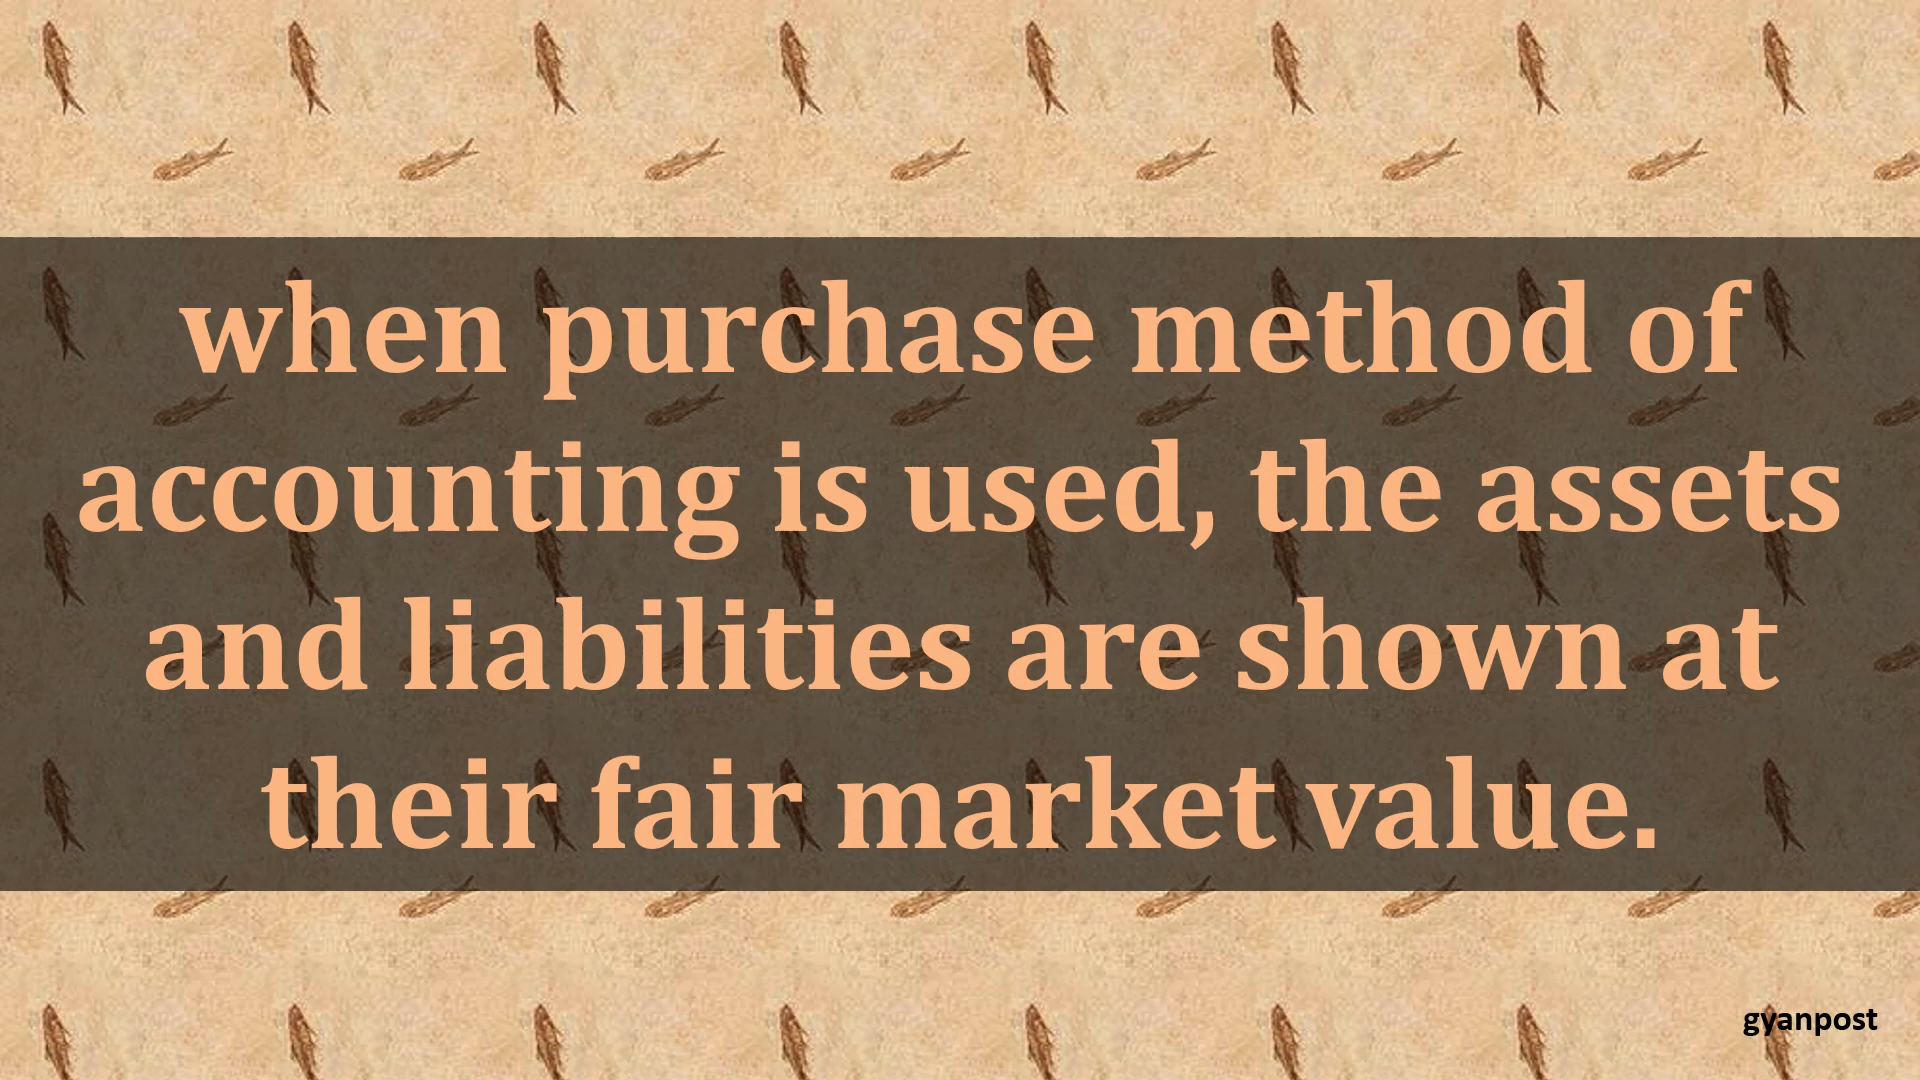 when purchase method of
accounting is used, the assets
and liabilities are shown at
their fair market value.
gyanpost